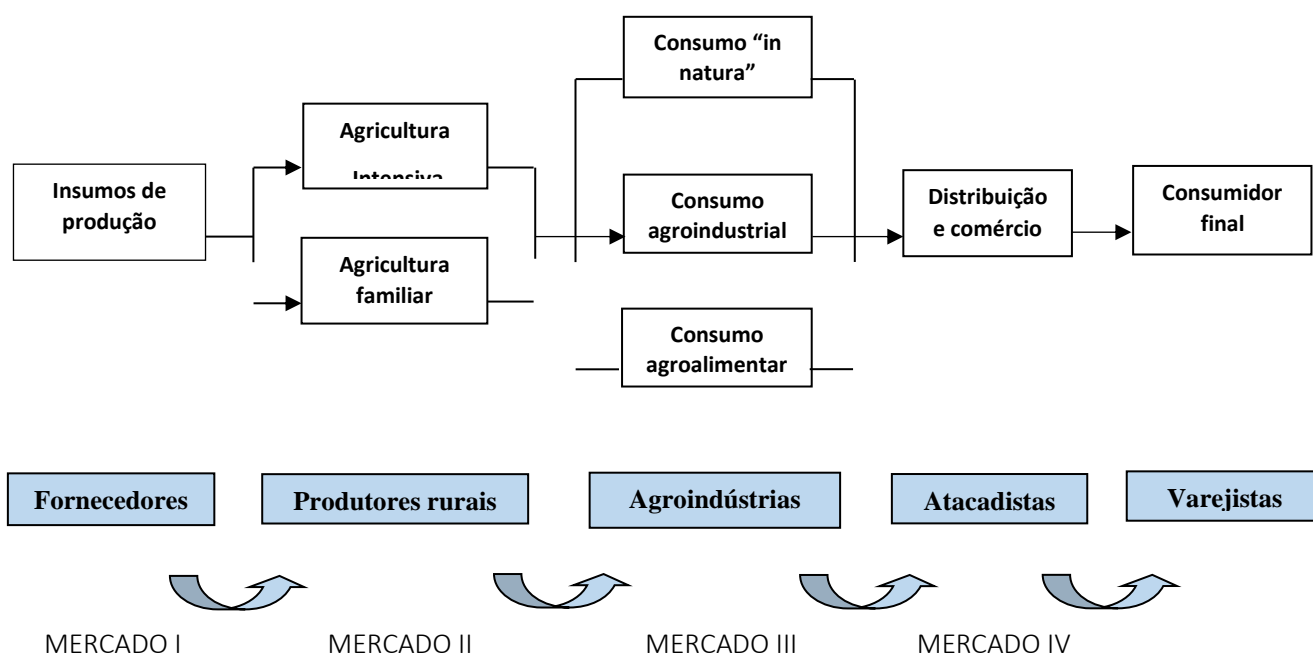 Consumo “in
natura”
Agricultura
Intensiva
Insumos de
produção
Consumo
agroindustrial
Distribuição
e comércio
Consumidor
final
Agricultura
familiar
Consumo
agroalimentar
Fornecedores
Produtores rurais
Agroindústrias
Atacadistas
Varejistas
MERCADO I
MERCADO II
MERCADO III
MERCADO IV